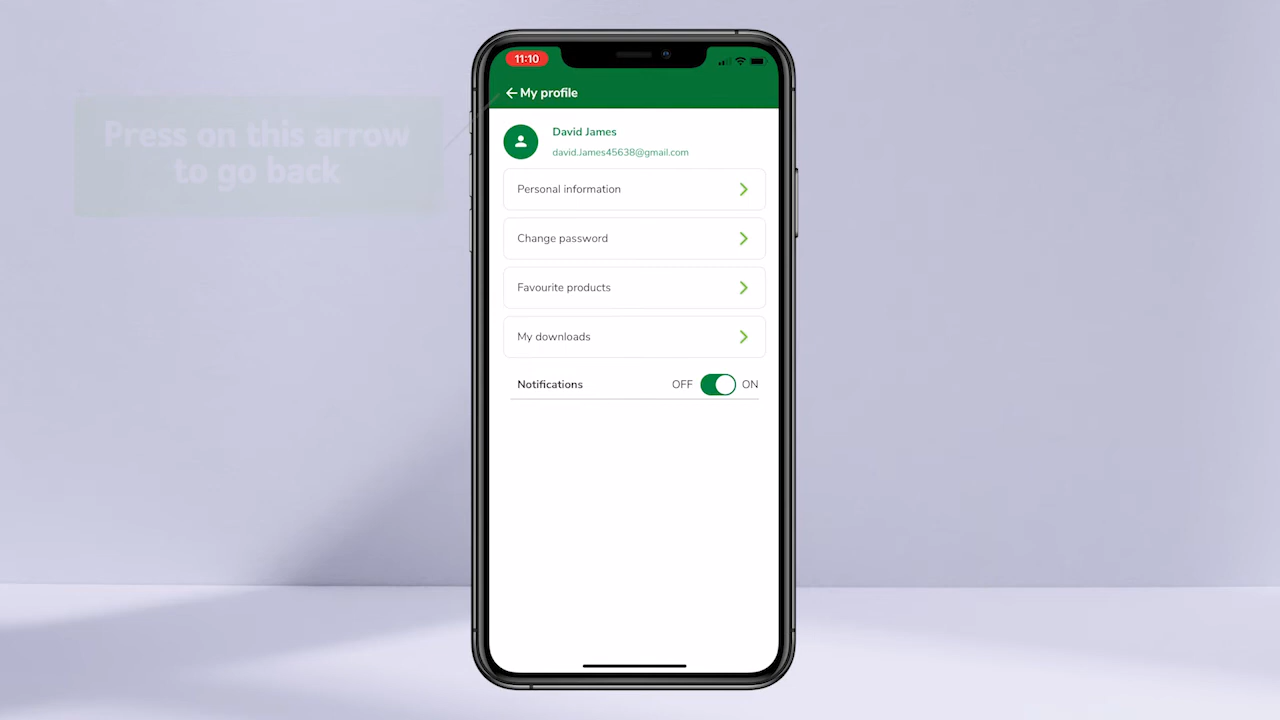 Press on this arrow
to go back
11:10
My profile
David James
david.James45638@gmail.com
Personal information
Change password
Favourite products
My downloads
Notifications OFF ON